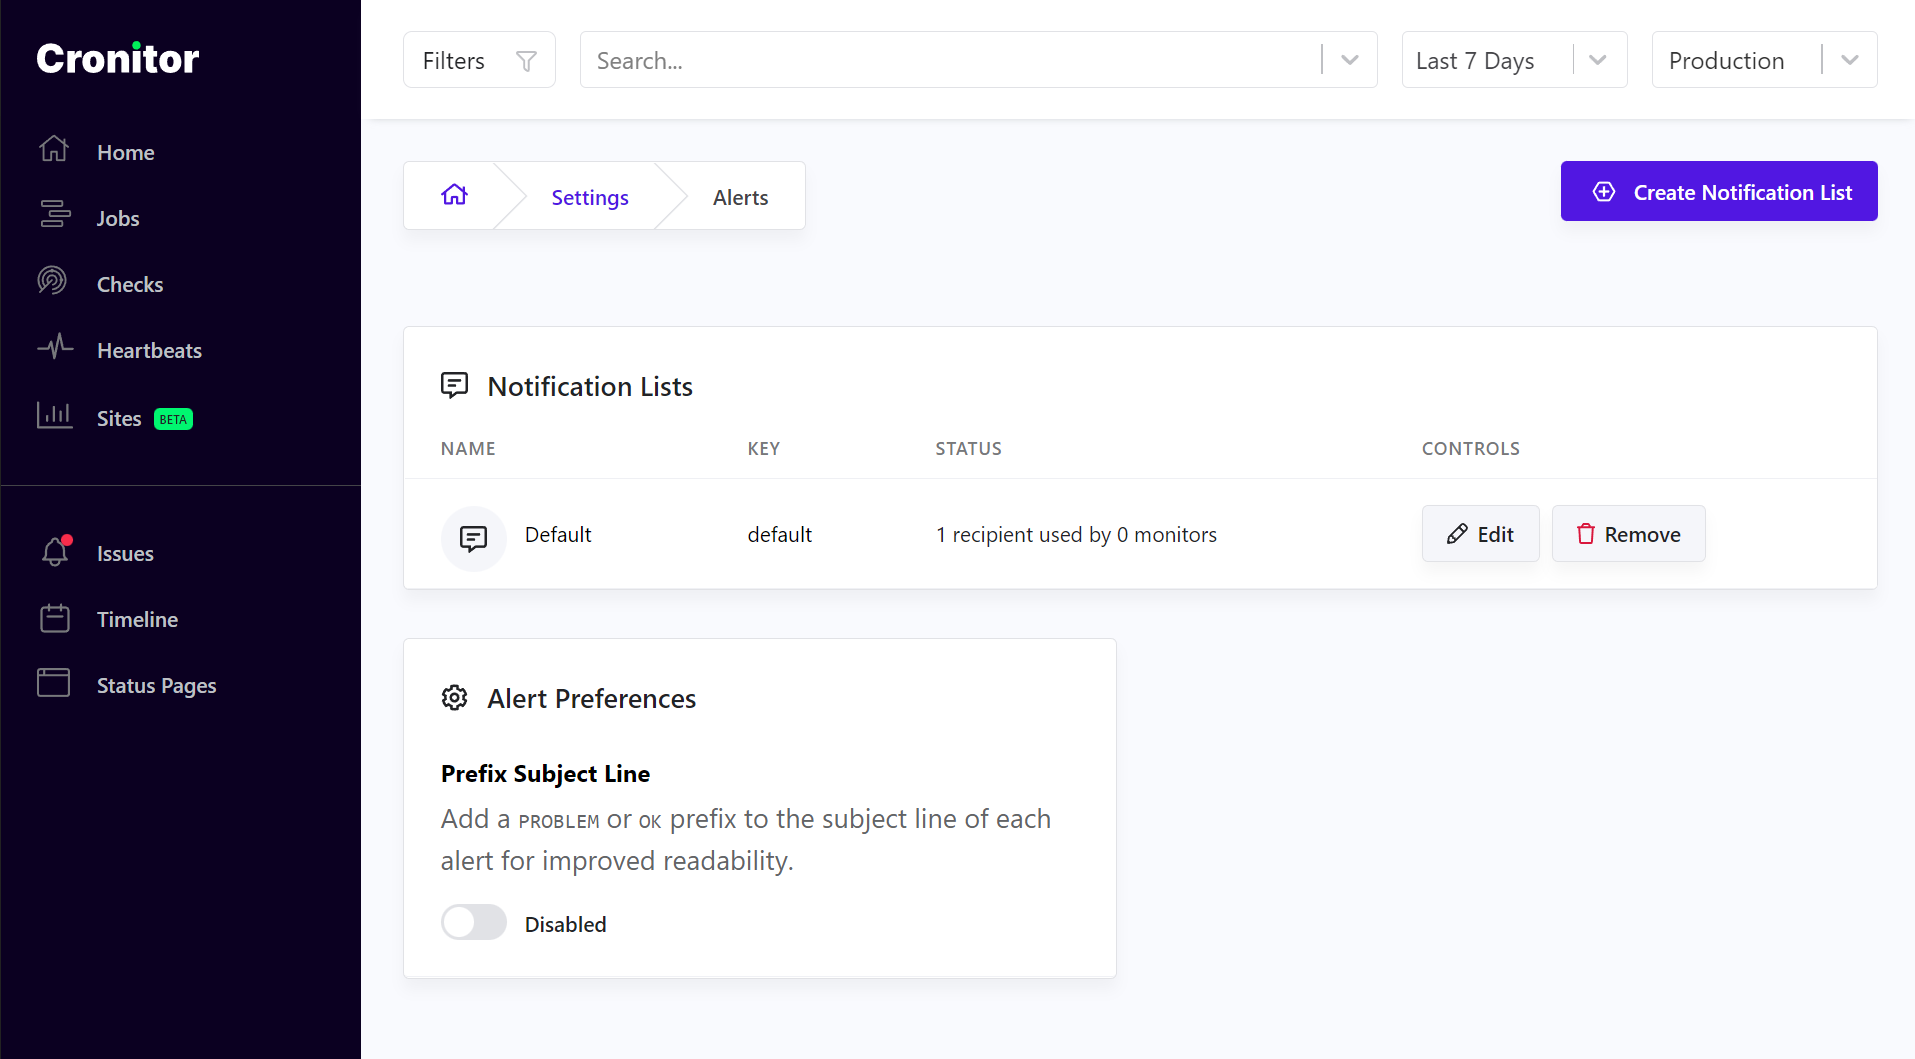 Cronitor
Home
Jobs
Checks
Heartbeats
Sites BETA
Issues
Timeline
Status Pages
Filters
Search...
Last 7 Days
Production
Settings
Alerts
Create Notification List
Notification Lists
NAME KEY STATUS CONTROLS
Default default 1 recipient used by 0 monitors Edit Remove
Alert Preferences
Prefix Subject Line
Add a PROBLEM or OK prefix to the subject line of each
alert for improved readability.
Disabled